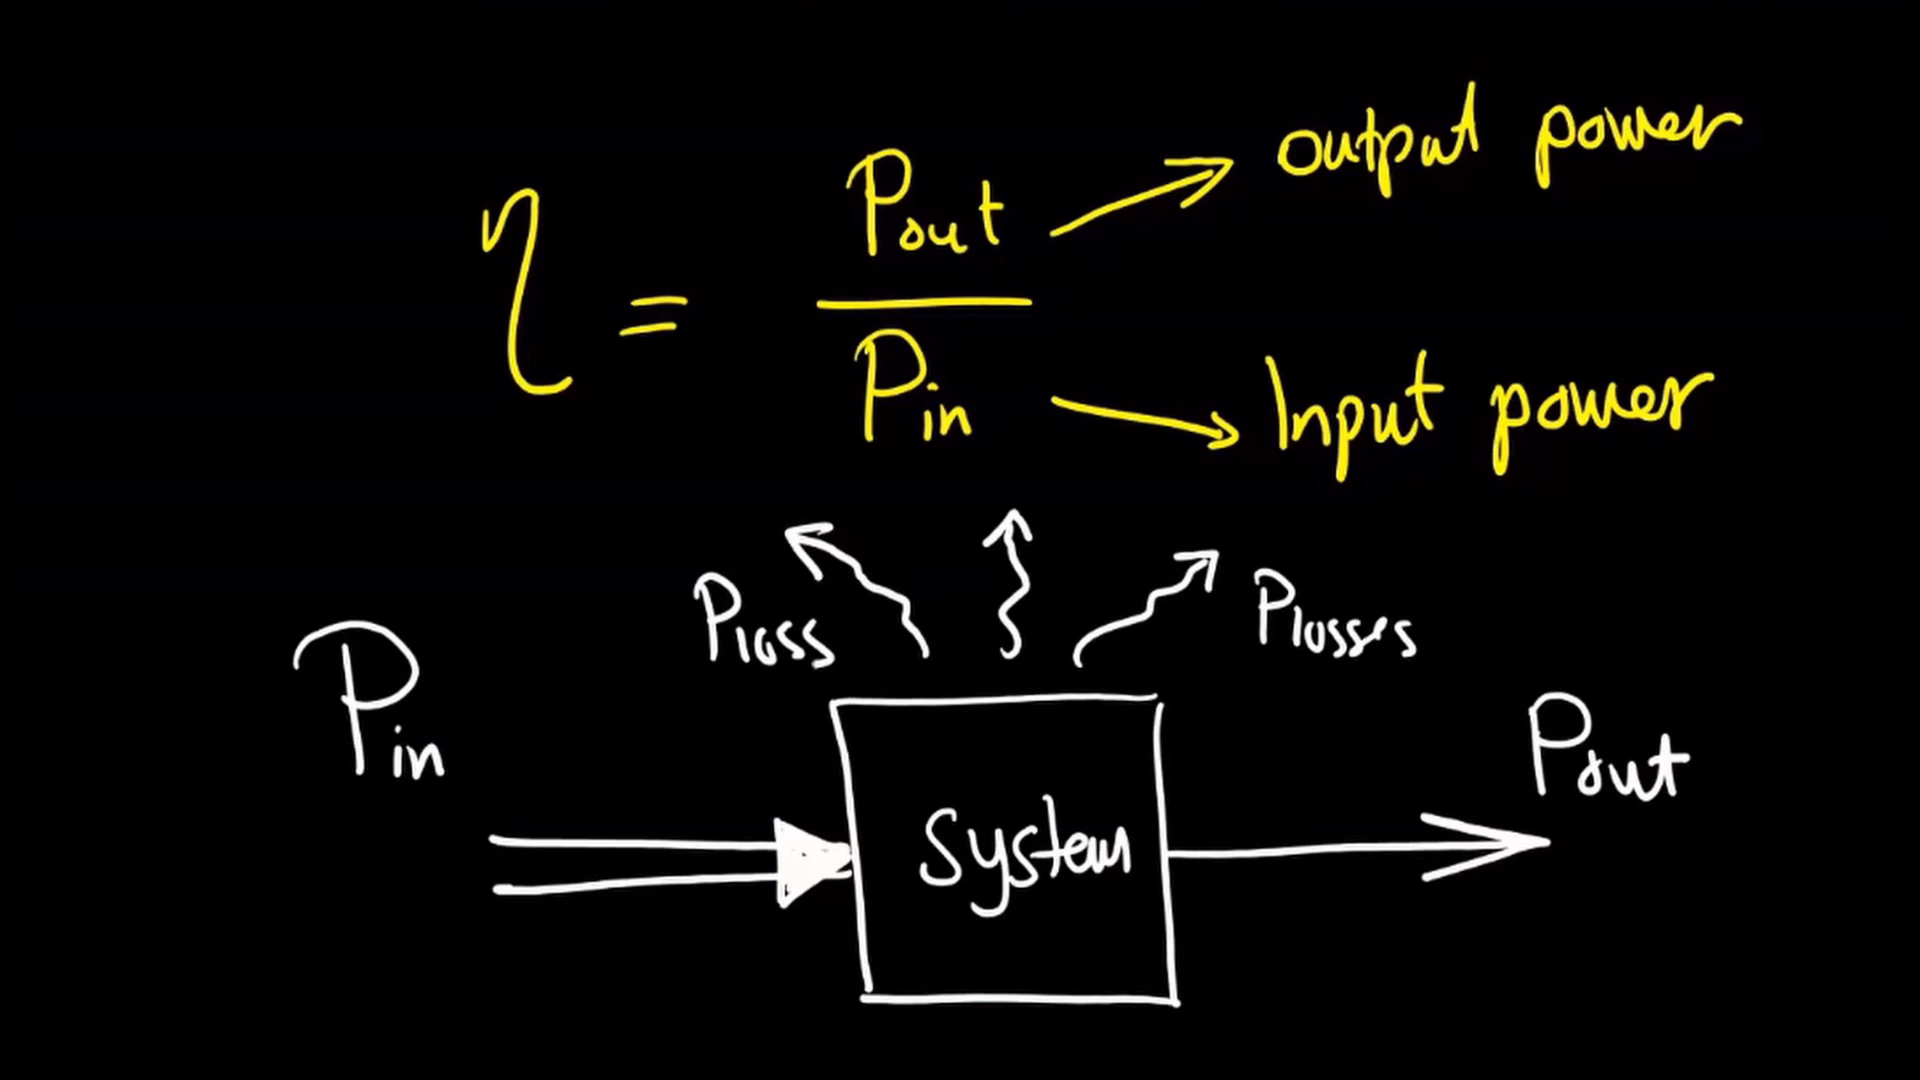 η = Pout / Pin
output power
Input power
Ploss
Plosses
Pin
Pout
System